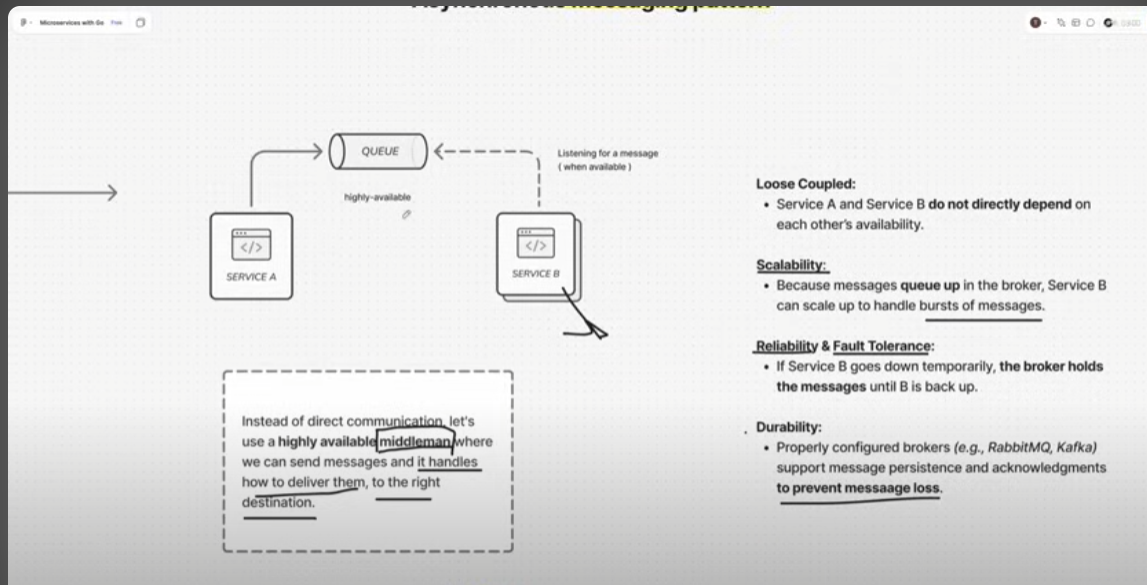 Asynchronous messaging pattern
Microservices with Go Free
QUEUE
Listening for a message
( when available )
highly-available
</>
SERVICE A
</>
SERVICE B
Instead of direct communication, let's
use a highly available middleman where
we can send messages and it handles
how to deliver them, to the right
destination.
Loose Coupled:
• Service A and Service B do not directly depend on
each other's availability.
Scalability:
• Because messages queue up in the broker, Service B
can scale up to handle bursts of messages.
Reliability & Fault Tolerance:
• If Service B goes down temporarily, the broker holds
the messages until B is back up.
Durability:
• Properly configured brokers (e.g., RabbitMQ, Kafka)
support message persistence and acknowledgments
to prevent messaage loss.